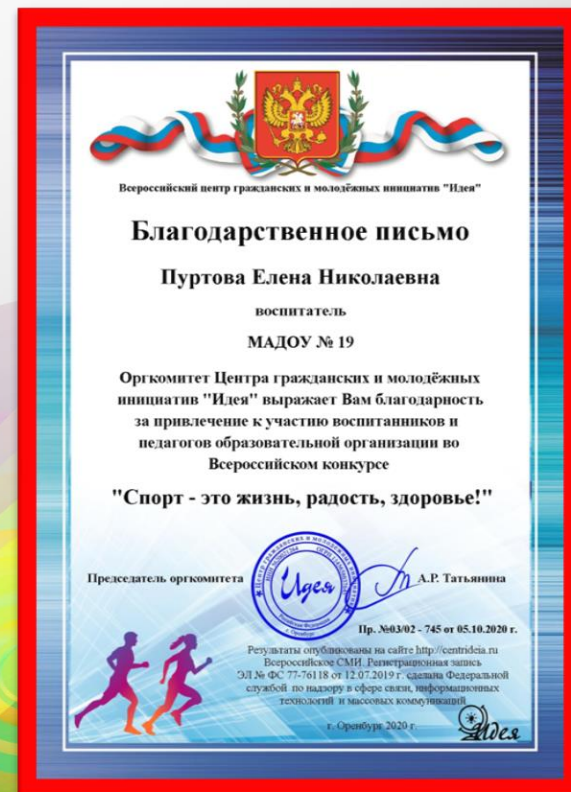 Всероссийский центр гражданских и молодёжных инициатив "Идея"
Благодарственное письмо
Пуртова Елена Николаевна
воспитатель
МАДОУ № 19
Оргкомитет Центра гражданских и молодёжных
инициатив "Идея" выражает Вам благодарность
за привлечение к участию воспитанников и
педагогов образовательной организации во
Всероссийском конкурсе
"Спорт - это жизнь, радость, здоровье!"
Председатель оргкомитета
Идея
А.Р. Татьянина
Пр. №03/02 - 745 от 05.10.2020 г.
Результаты опубликованы на сайте http://centrideia.ru
Всероссийское СМИ. Регистрационная запись
ЭЛ № ФС 77-76118 от 12.07.2019 г. сделана Федеральной
службой по надзору в сфере связи, информационных
технологий и массовых коммуникаций
г. Оренбург 2020 г.
Идея